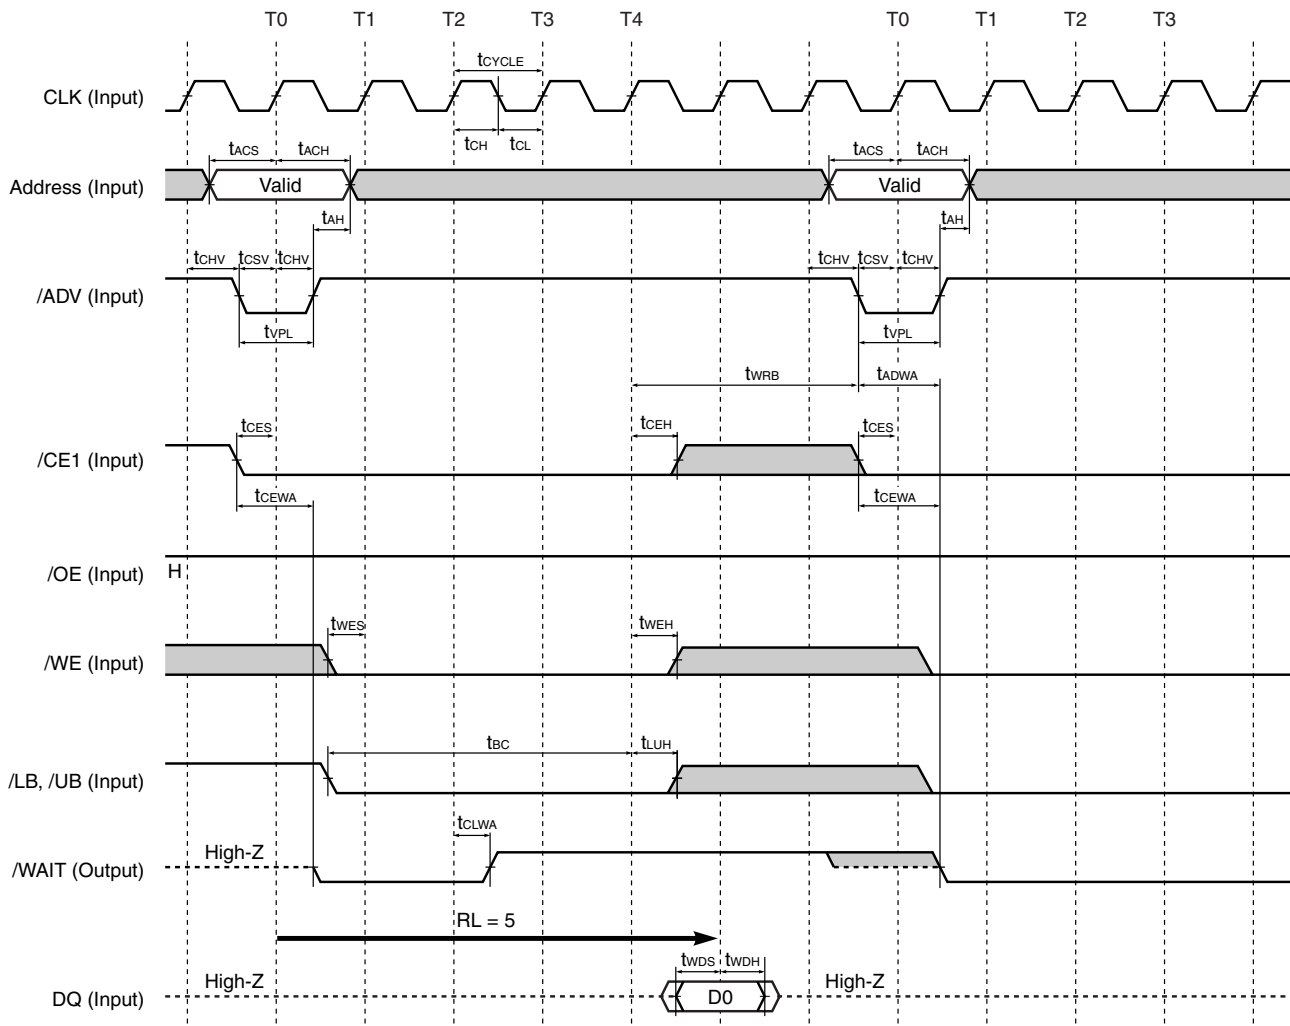 T0 T1 T2 T3 T4 T0 T1 T2 T3
tCYCLE
CLK (Input)
tCH tCL
tACS tACH tACS tACH
Address (Input) Valid Valid
tAH tAH
tCHV tCSV tCHV tCHV tCSV tCHV
/ADV (Input)
tVPL tVPL
tWRB tADWA
tCES tCEH tCES
/CE1 (Input)
tCEWA tCEWA
/OE (Input) H
tWES tWEH
/WE (Input)
tBC tLUH
/LB, /UB (Input)
tCLWA
High-Z
/WAIT (Output)
RL = 5
tWDS tWDH
High-Z High-Z
DQ (Input) D0